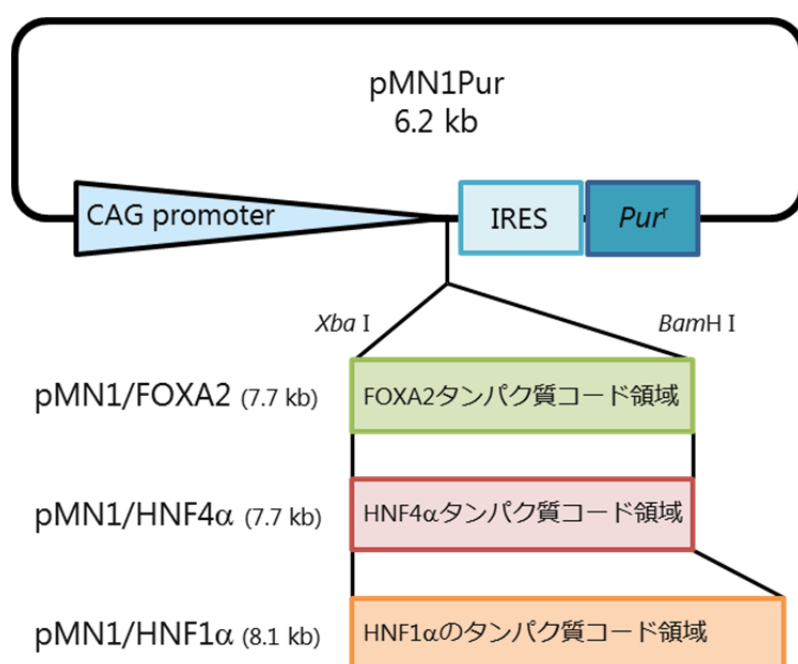 pMN1Pur
6.2 kb
CAG promoter
IRES
Purʳ
Xba I
BamH I
pMN1/FOXA2 (7.7 kb)
FOXA2タンパク質コード領域
pMN1/HNF4α (7.7 kb)
HNF4αタンパク質コード領域
pMN1/HNF1α (8.1 kb)
HNF1αのタンパク質コード領域